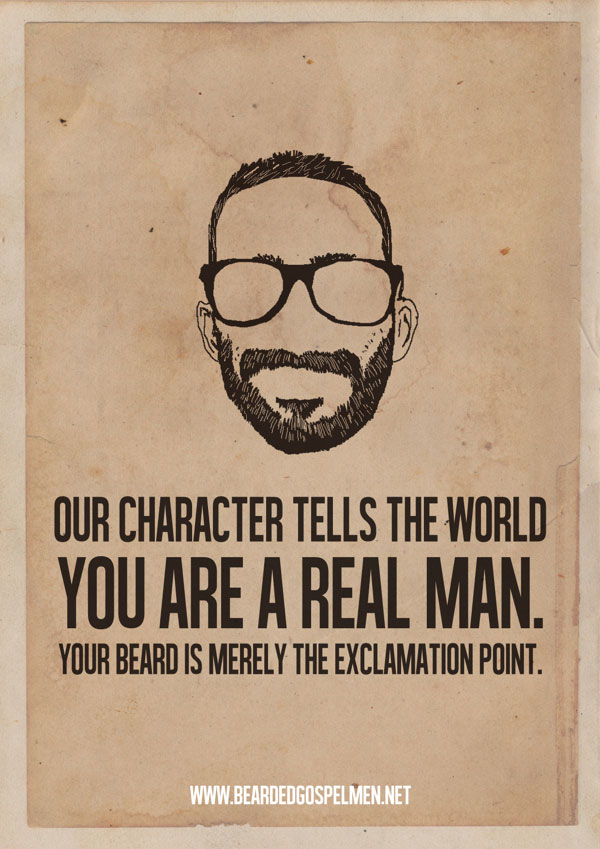 OUR CHARACTER TELLS THE WORLD
YOU ARE A REAL MAN.
YOUR BEARD IS MERELY THE EXCLAMATION POINT.
WWW.BEARDEDGOSPELMEN.NET